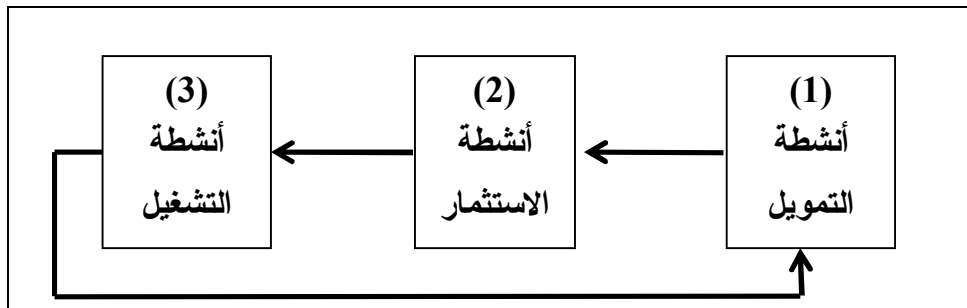 (1)
أنشطة
التمويل
(2)
أنشطة
الاستثمار
(3)
أنشطة
التشغيل